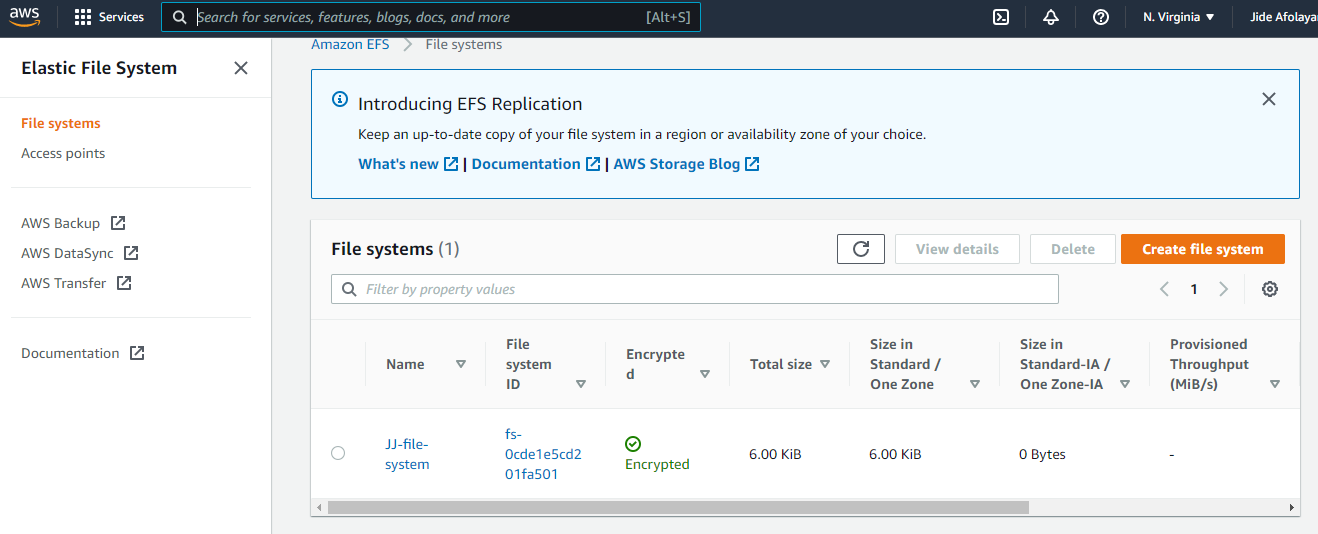 aws
Services
Search for services, features, blogs, docs, and more
[Alt+S]
N. Virginia
Jide Afolaya
Elastic File System
File systems
Access points
AWS Backup
AWS DataSync
AWS Transfer
Documentation
Amazon EFS
File systems
Introducing EFS Replication
Keep an up-to-date copy of your file system in a region or availability zone of your choice.
What's new | Documentation | AWS Storage Blog
File systems (1)
View details
Delete
Create file system
Filter by property values
1
Name
File
system
ID
Encrypte
d
Total size
Size in
Standard /
One Zone
Size in
Standard-IA /
One Zone-IA
Provisioned
Throughput
(MiB/s)
JJ-file-
system
fs-
0cde1e5cd2
01fa501
Encrypted
6.00 KiB
6.00 KiB
0 Bytes
-